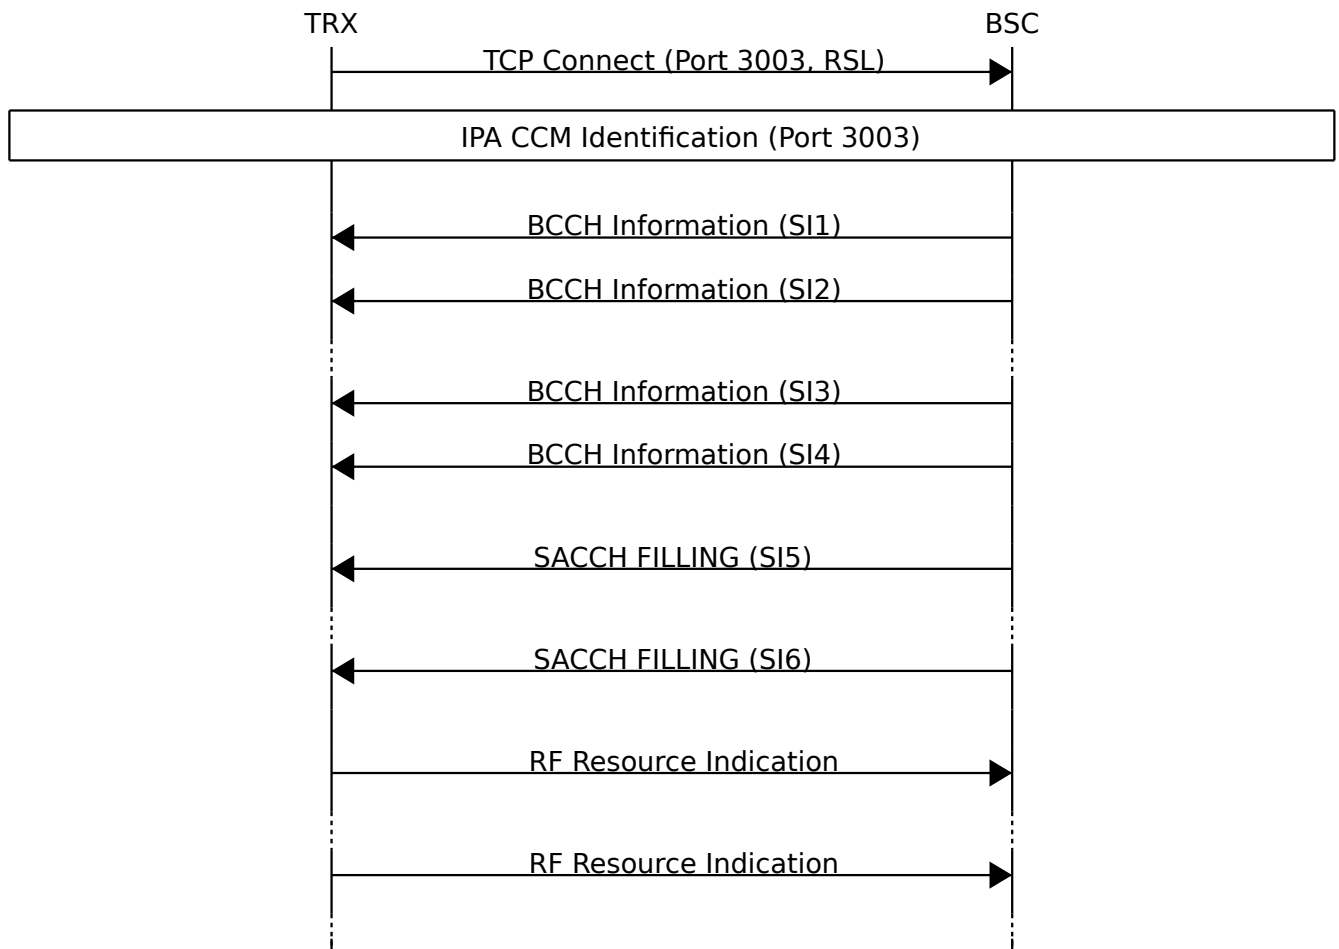 TRX BSC
TCP Connect (Port 3003, RSL)
IPA CCM Identification (Port 3003)
BCCH Information (SI1)
BCCH Information (SI2)
BCCH Information (SI3)
BCCH Information (SI4)
SACCH FILLING (SI5)
SACCH FILLING (SI6)
RF Resource Indication
RF Resource Indication